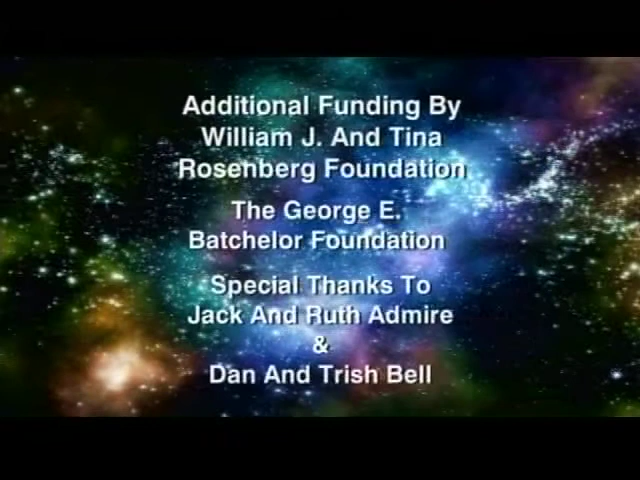 Additional Funding By
William J. And Tina
Rosenberg Foundation
The George E.
Batchelor Foundation
Special Thanks To
Jack And Ruth Admire
&
Dan And Trish Bell